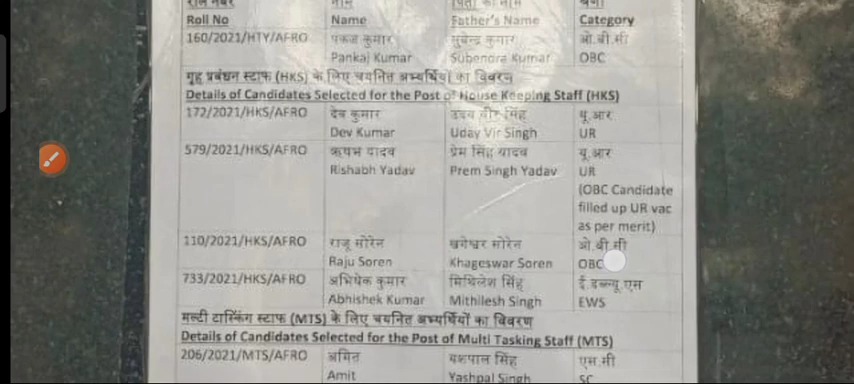 रोल नंबर नाम पिता का नाम श्रेणी
Roll No Name Father's Name Category
160/2021/HTY/AFRO पंकज कुमार सुबेन्द्र कुमार ओ.बी.सी
Pankaj Kumar Subendra Kumar OBC
गृह प्रबंधन स्टाफ (HKS) के लिए चयनित अभ्यर्थियों का विवरण
Details of Candidates Selected for the Post of House Keeping Staff (HKS)
172/2021/HKS/AFRO देव कुमार उदय वीर सिंह यू.आर
Dev Kumar Uday Vir Singh UR
579/2021/HKS/AFRO ऋषभ यादव प्रेम सिंह यादव यू.आर
Rishabh Yadav Prem Singh Yadav UR
(OBC Candidate
filled up UR vac
as per merit)
110/2021/HKS/AFRO राजू सोरेन खगेश्वर सोरेन ओ.बी.सी
Raju Soren Khageswar Soren OBC
733/2021/HKS/AFRO अभिषेक कुमार मिथिलेश सिंह ई.डब्ल्यू.एस
Abhishek Kumar Mithilesh Singh EWS
मल्टी टास्किंग स्टाफ (MTS) के लिए चयनित अभ्यर्थियों का विवरण
Details of Candidates Selected for the Post of Multi Tasking Staff (MTS)
206/2021/MTS/AFRO अमित यशपाल सिंह एस.सी
Amit Yashpal Singh SC